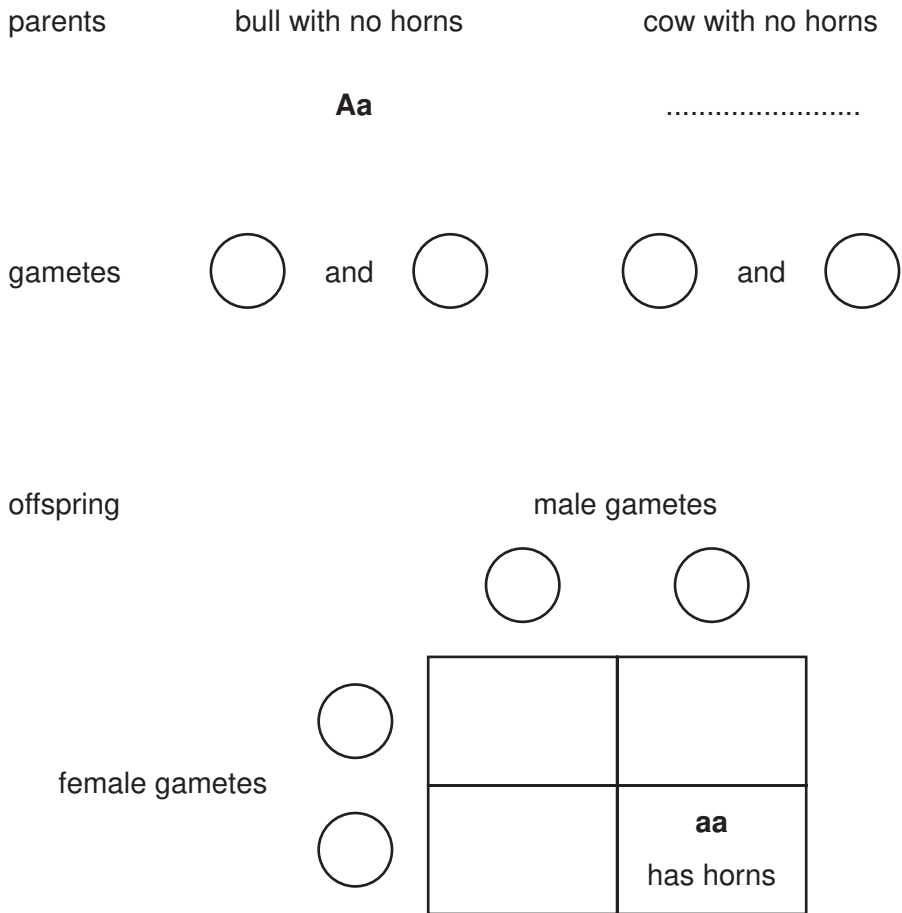 parents bull with no horns cow with no horns
Aa ........................
gametes and and
offspring male gametes
female gametes
aa
has horns